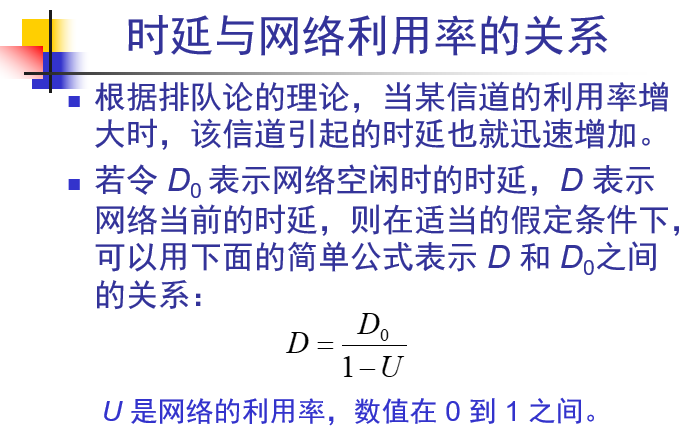 时延与网络利用率的关系
根据排队论的理论，当某信道的利用率增
大时，该信道引起的时延也就迅速增加。
若令 D₀ 表示网络空闲时的时延，D 表示
网络当前的时延，则在适当的假定条件下，
可以用下面的简单公式表示 D 和 D₀之间
的关系：
D = D₀ / (1 − U)
U 是网络的利用率，数值在 0 到 1 之间。